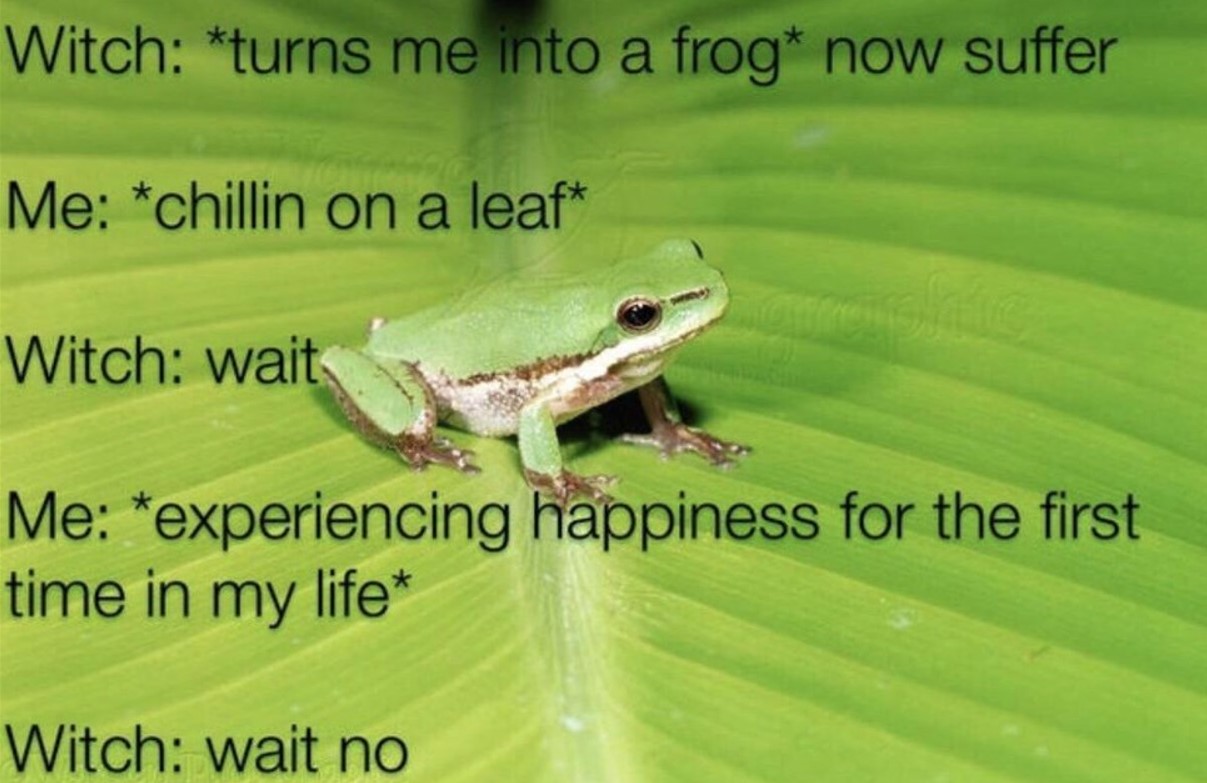 Witch: *turns me into a frog* now suffer
Me: *chillin on a leaf*
Witch: wait
Me: *experiencing happiness for the first
time in my life*
Witch: wait no